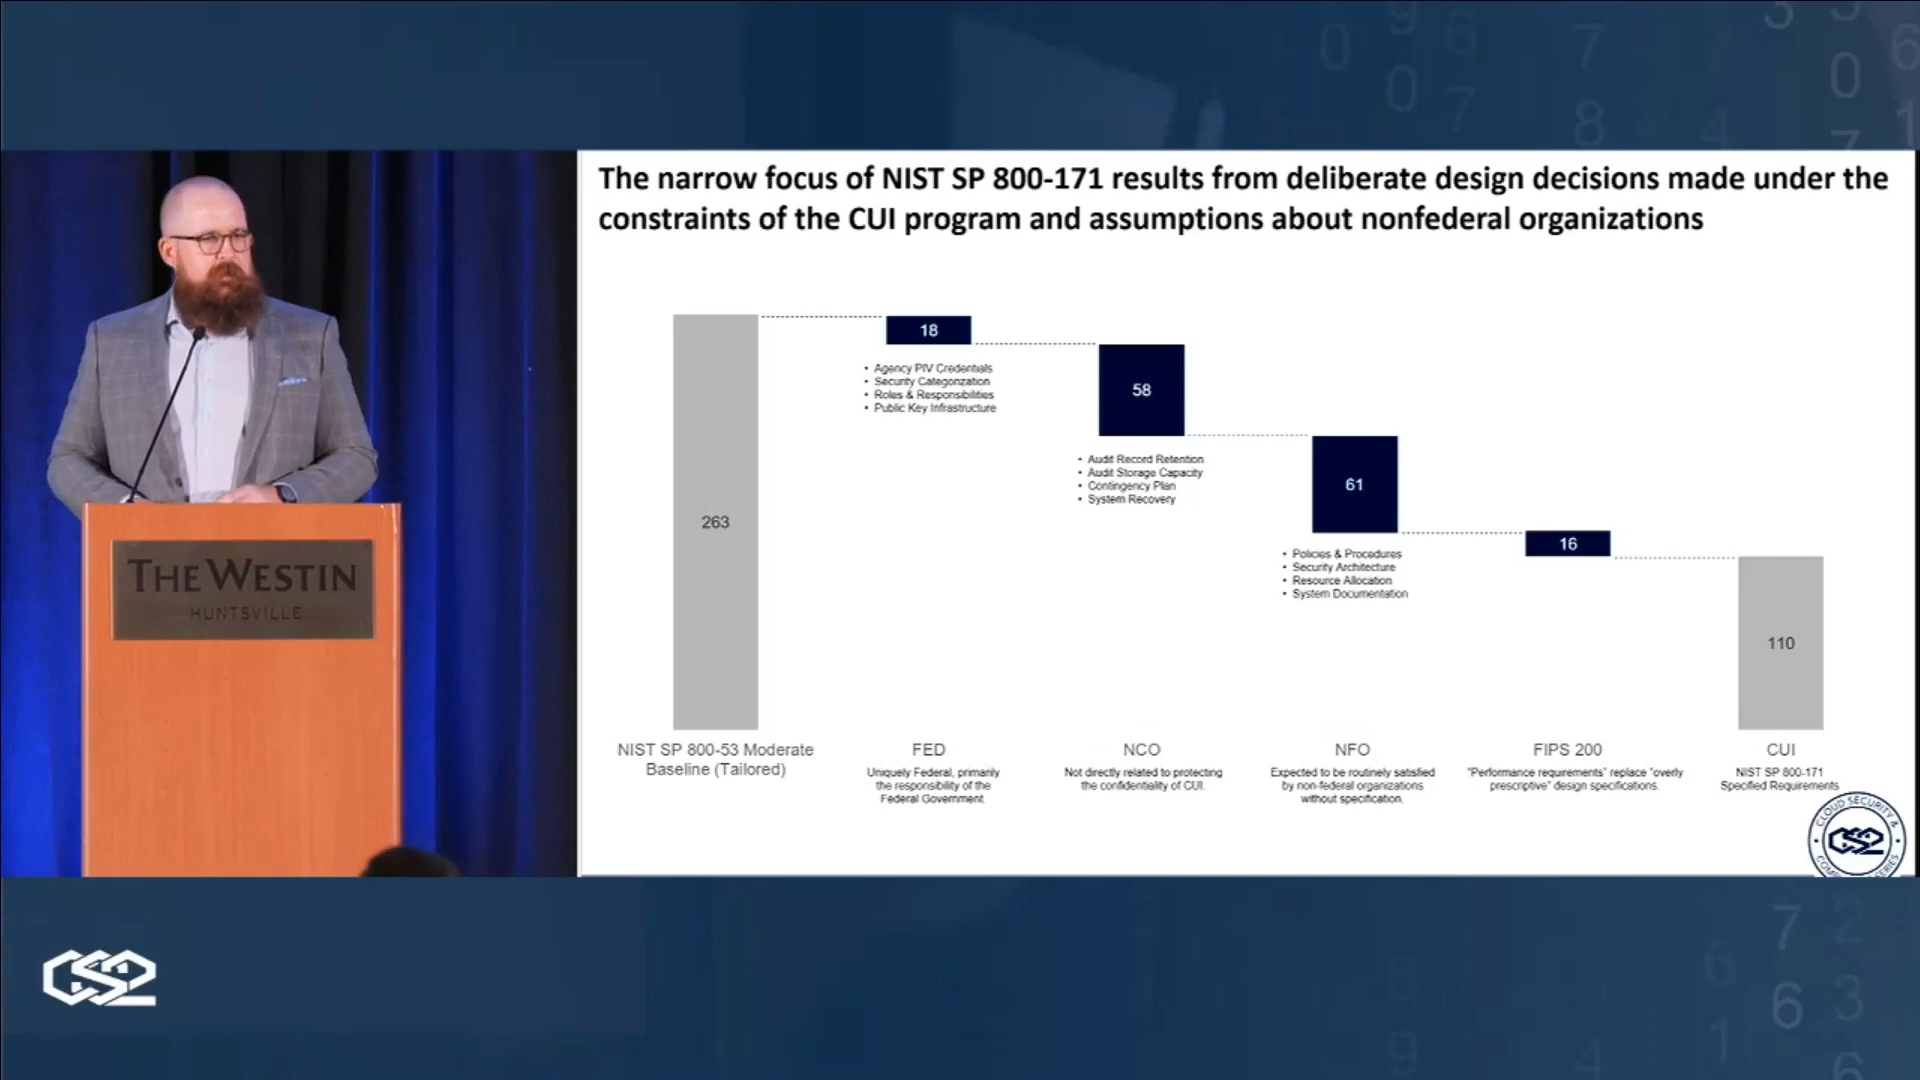 The narrow focus of NIST SP 800-171 results from deliberate design decisions made under the
constraints of the CUI program and assumptions about nonfederal organizations
263
18
• Agency PIV Credentials
• Security Categorization
• Roles & Responsibilities
• Public Key Infrastructure
58
• Audit Record Retention
• Audit Storage Capacity
• Contingency Plan
• System Recovery
61
• Policies & Procedures
• Security Architecture
• Resource Allocation
• System Documentation
16
110
NIST SP 800-53 Moderate
Baseline (Tailored)
FED
Uniquely Federal, primarily
the responsibility of the
Federal Government.
NCO
Not directly related to protecting
the confidentiality of CUI.
NFO
Expected to be routinely satisfied
by non-federal organizations
without specification.
FIPS 200
"Performance requirements" replace "overly
prescriptive" design specifications.
CUI
NIST SP 800-171
Specified Requirements
CLOUD SECURITY &
CS2
THE WESTIN
HUNTSVILLE
CS2